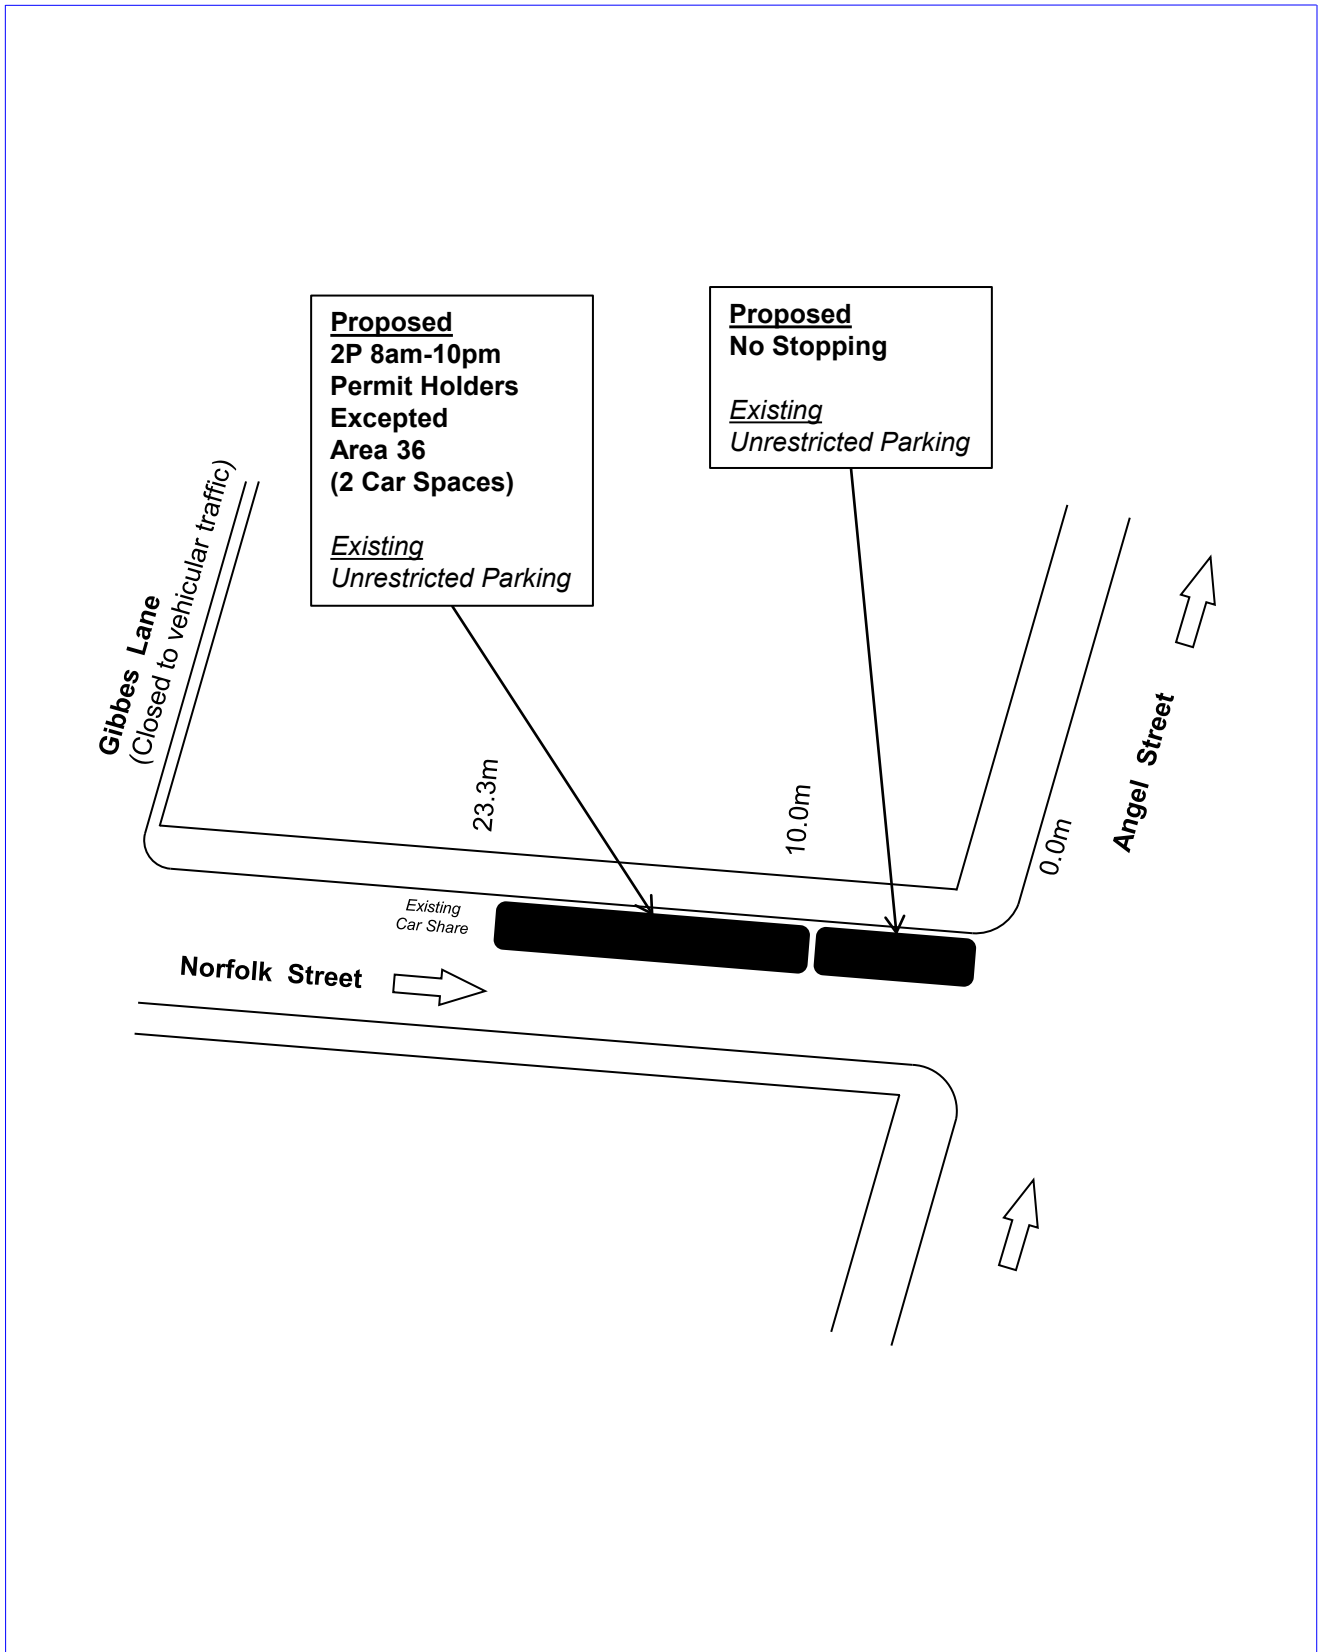 Proposed
2P 8am-10pm
Permit Holders
Excepted
Area 36
(2 Car Spaces)
Existing
Unrestricted Parking
Proposed
No Stopping
Existing
Unrestricted Parking
Gibbes Lane
(Closed to vehicular traffic)
23.3m
10.0m
0.0m
Angel Street
Existing
Car Share
Norfolk Street